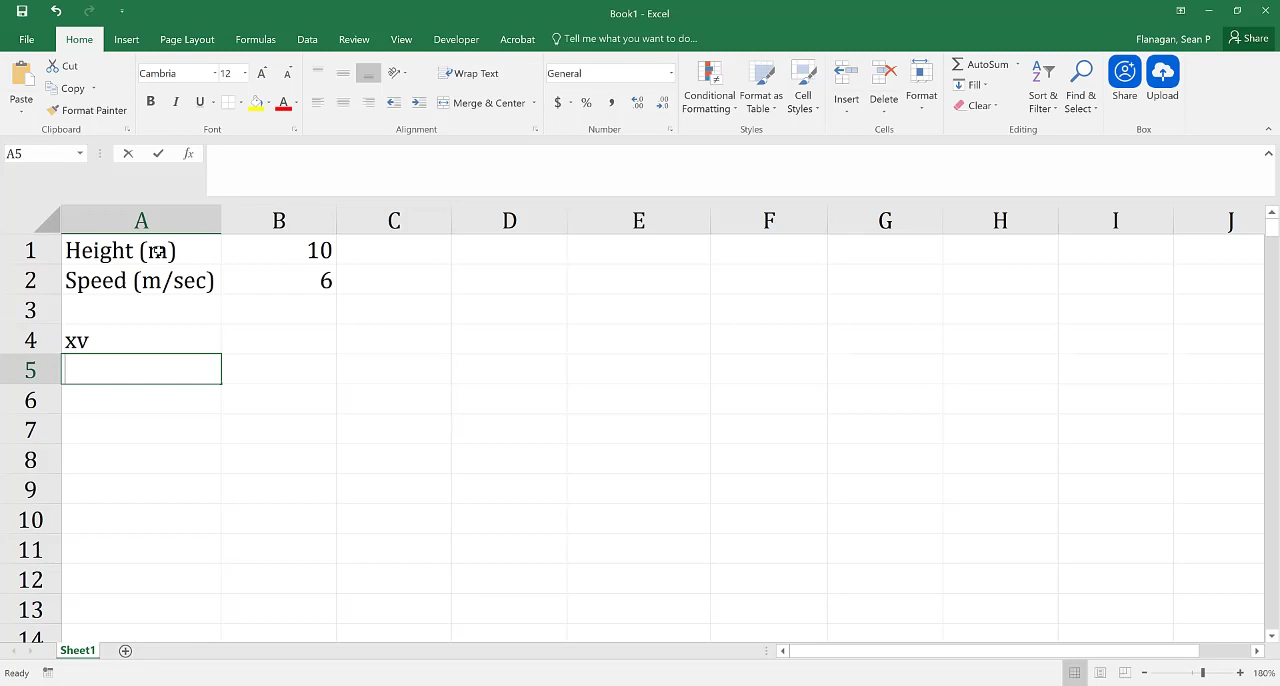 Book1 - Excel
File Home Insert Page Layout Formulas Data Review View Developer Acrobat Tell me what you want to do... Flanagan, Sean P Share
Paste Cut Copy Format Painter
Clipboard
Cambria 12 A A
B I U A
Font
Wrap Text
Merge & Center
Alignment
General
$ % , .0 .00 .00 .0
Number
Conditional Formatting Format as Table Cell Styles
Styles
Insert Delete Format
Cells
AutoSum Fill Clear Sort & Filter Find & Select
Editing
Share Upload
Box
A5 fx
A B C D E F G H I J
1 Height (m) 10
2 Speed (m/sec) 6
3
4 xv
5
6
7
8
9
10
11
12
13
14
Sheet1
Ready 180%